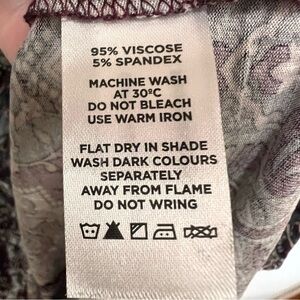 95% VISCOSE
5% SPANDEX
MACHINE WASH
AT 30ºC
DO NOT BLEACH
USE WARM IRON
FLAT DRY IN SHADE
WASH DARK COLOURS
SEPARATELY
AWAY FROM FLAME
DO NOT WRING